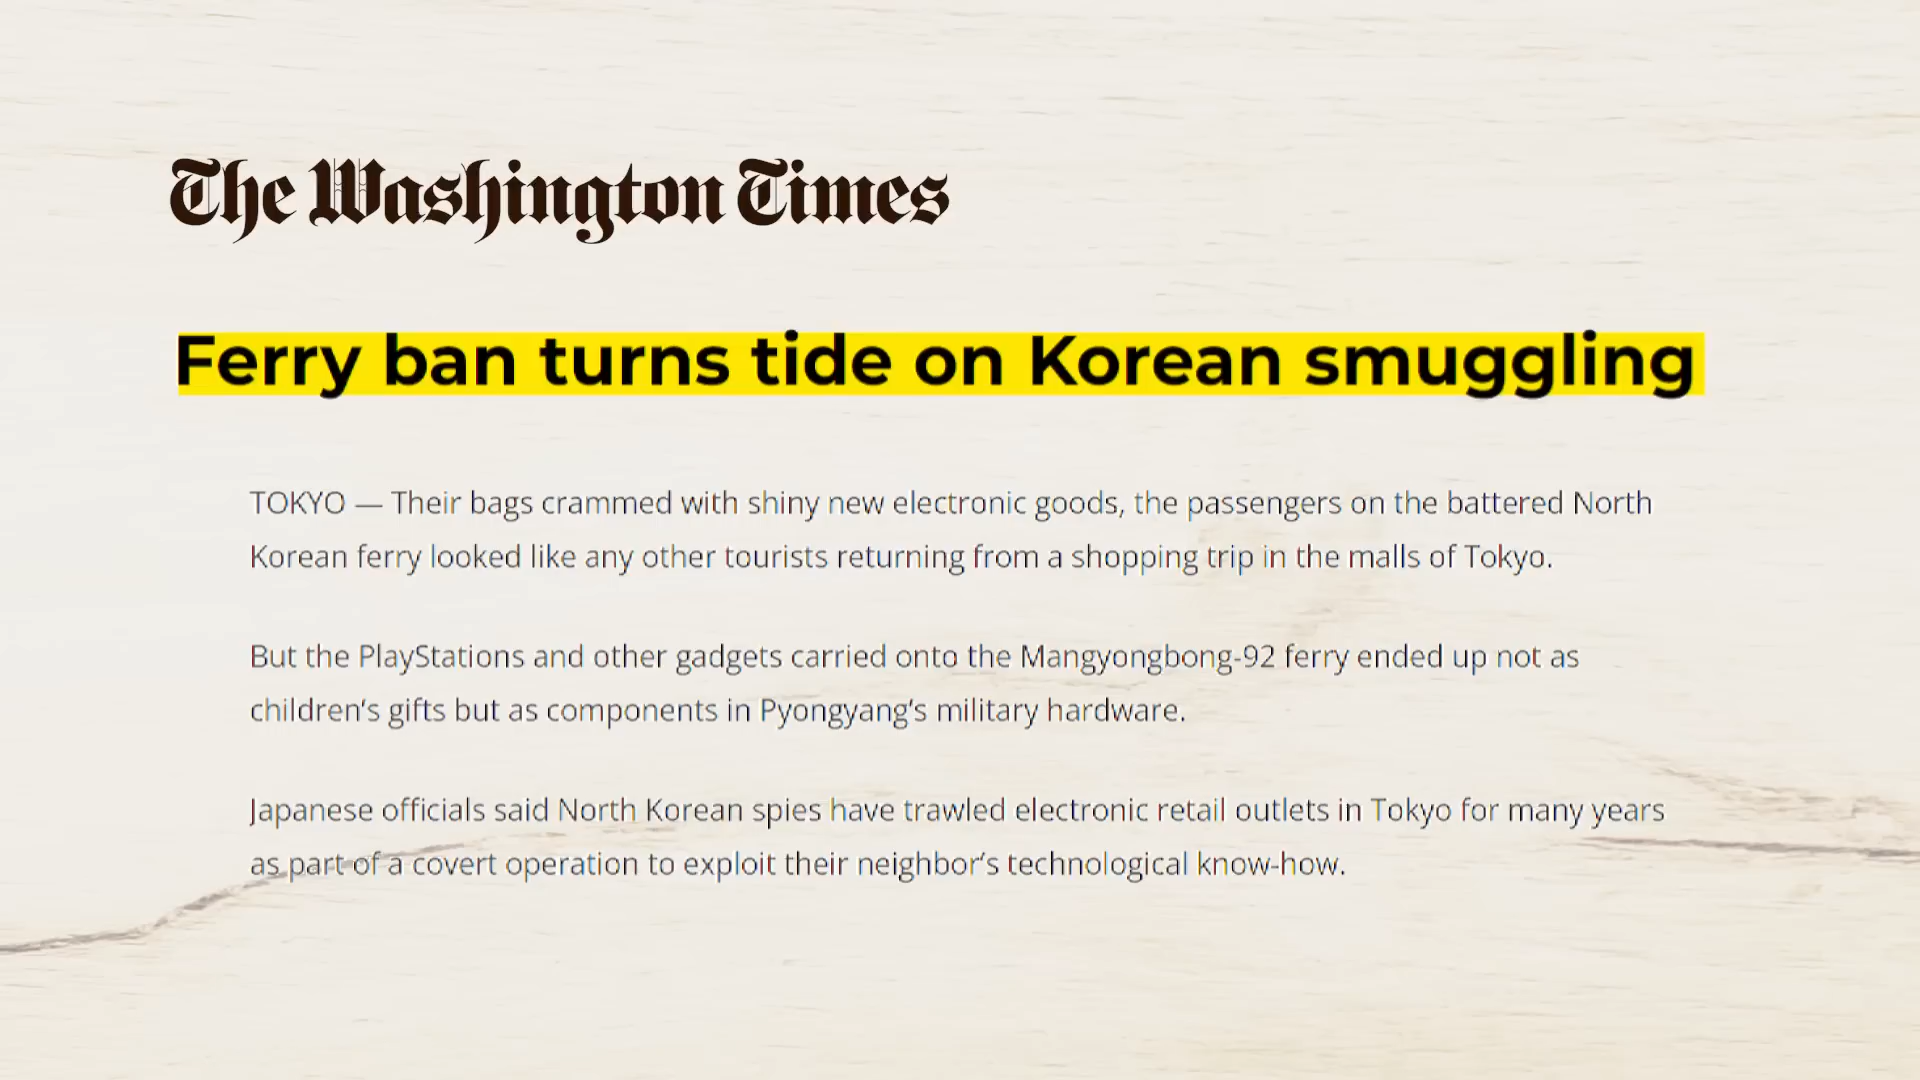 The Washington Times
Ferry ban turns tide on Korean smuggling
TOKYO — Their bags crammed with shiny new electronic goods, the passengers on the battered North
Korean ferry looked like any other tourists returning from a shopping trip in the malls of Tokyo.
But the PlayStations and other gadgets carried onto the Mangyongbong-92 ferry ended up not as
children’s gifts but as components in Pyongyang’s military hardware.
Japanese officials said North Korean spies have trawled electronic retail outlets in Tokyo for many years
as part of a covert operation to exploit their neighbor’s technological know-how.